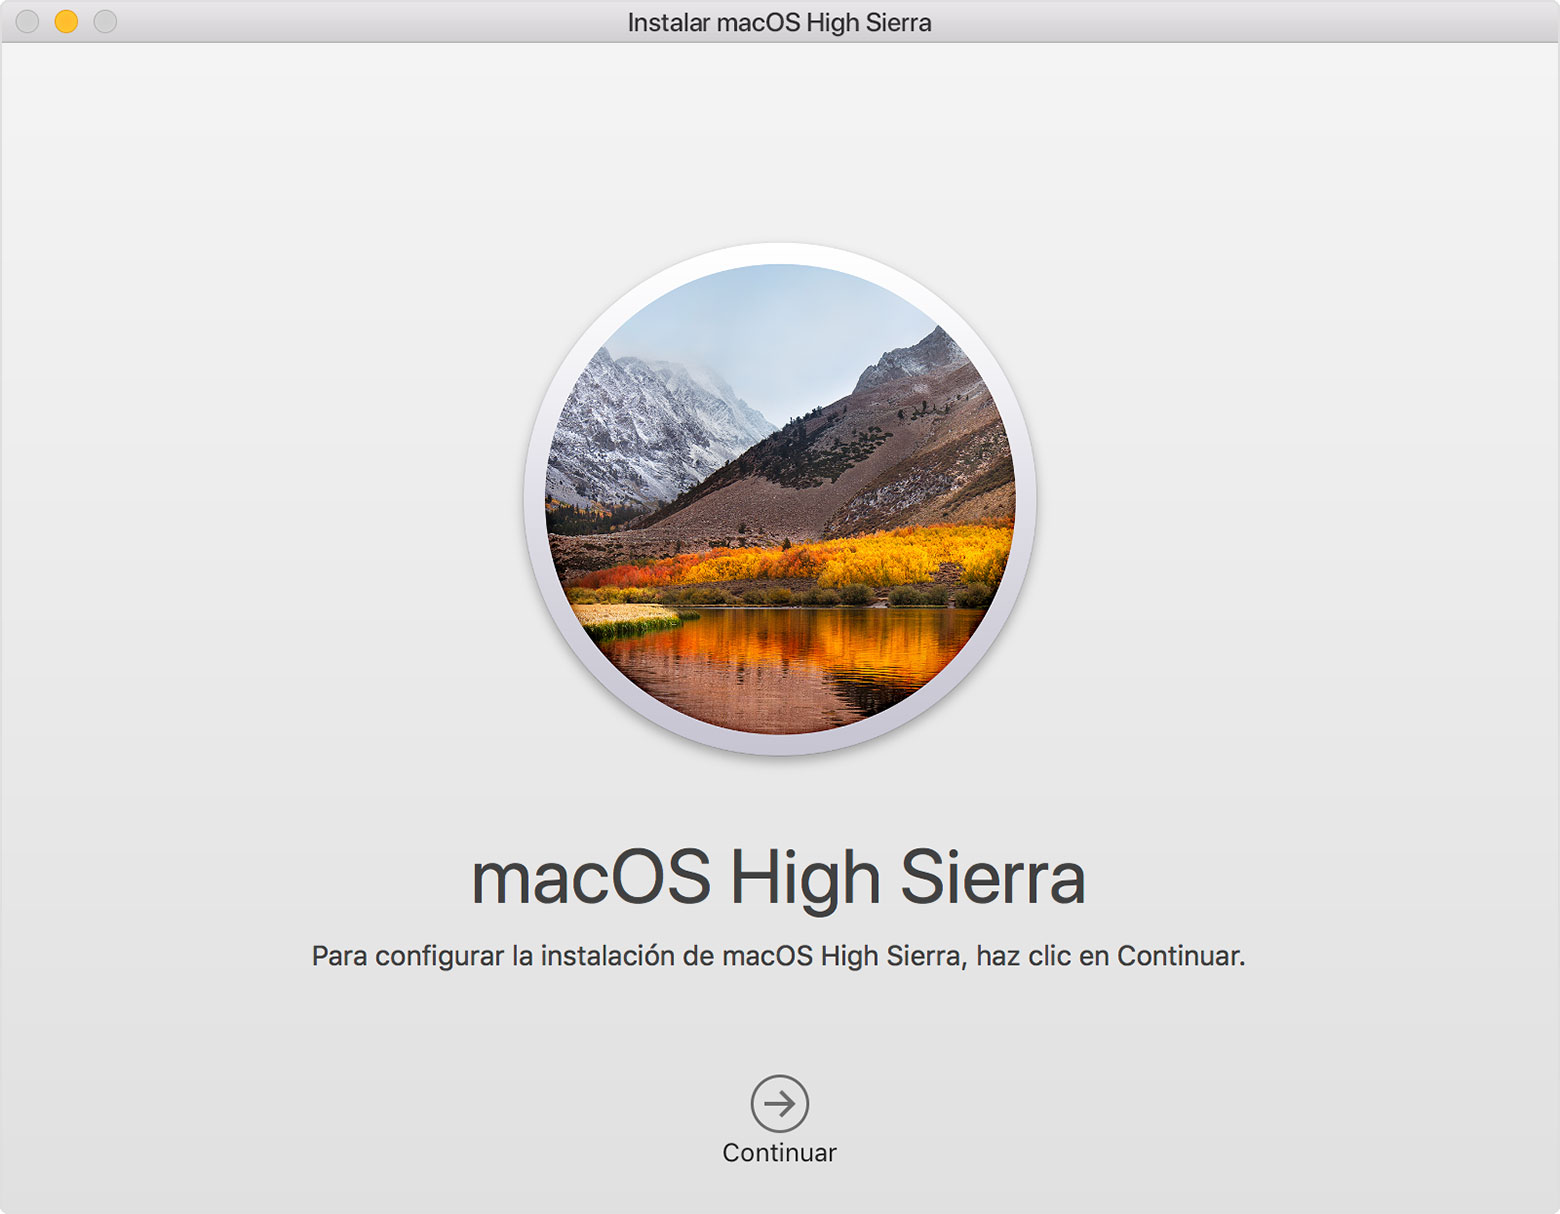 Instalar macOS High Sierra
macOS High Sierra
Para configurar la instalación de macOS High Sierra, haz clic en Continuar.
Continuar